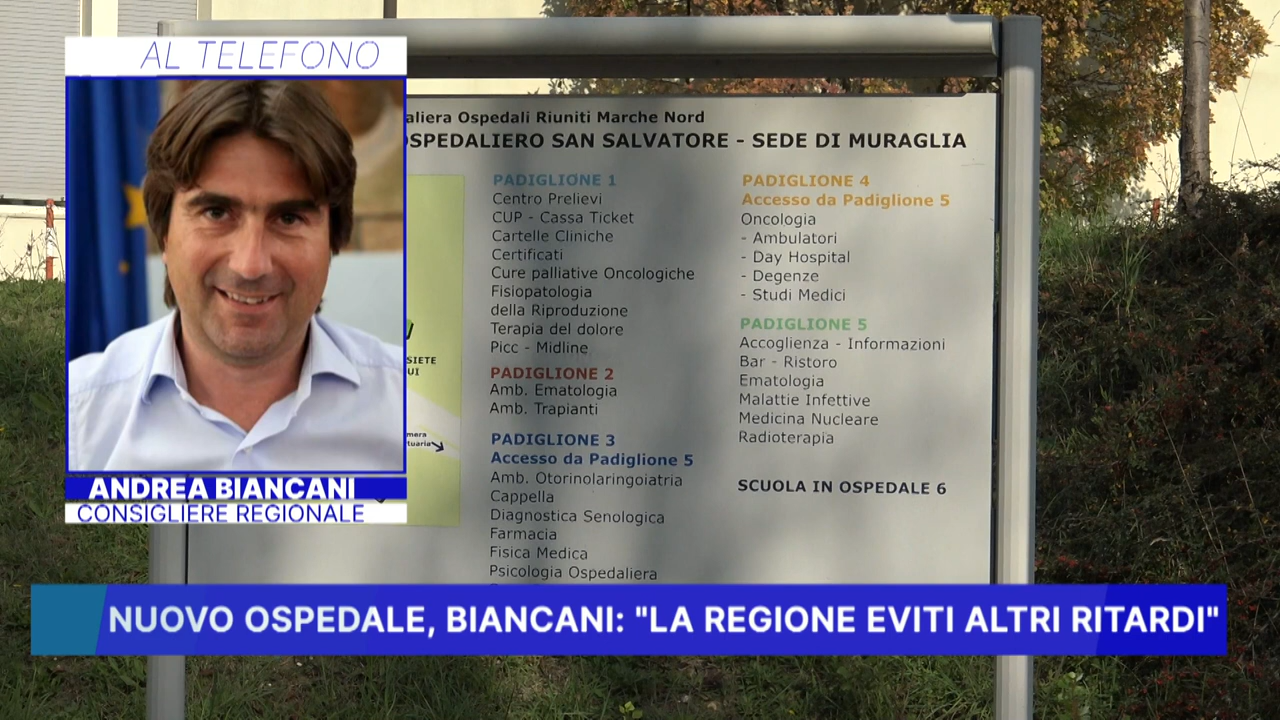 AL TELEFONO
ANDREA BIANCANI
CONSIGLIERE REGIONALE
Ospedali Riuniti Marche Nord
SAN SALVATORE - SEDE DI MURAGLIA
PADIGLIONE 1
Centro Prelievi
CUP - Cassa Ticket
Cartelle Cliniche
Certificati
Cure palliative Oncologiche
Fisiopatologia
della Riproduzione
Terapia del dolore
Picc - Midline
PADIGLIONE 2
Amb. Ematologia
Amb. Trapianti
PADIGLIONE 3
Accesso da Padiglione 5
Amb. Otorinolaringoiatria
Cappella
Diagnostica Senologica
Farmacia
Fisica Medica
Psicologia Ospedaliera
PADIGLIONE 4
Accesso da Padiglione 5
Oncologia
- Ambulatori
- Day Hospital
- Degenze
- Studi Medici
PADIGLIONE 5
Accoglienza - Informazioni
Bar - Ristoro
Ematologia
Malattie Infettive
Medicina Nucleare
Radioterapia
SCUOLA IN OSPEDALE 6
NUOVO OSPEDALE, BIANCANI: "LA REGIONE EVITI ALTRI RITARDI"